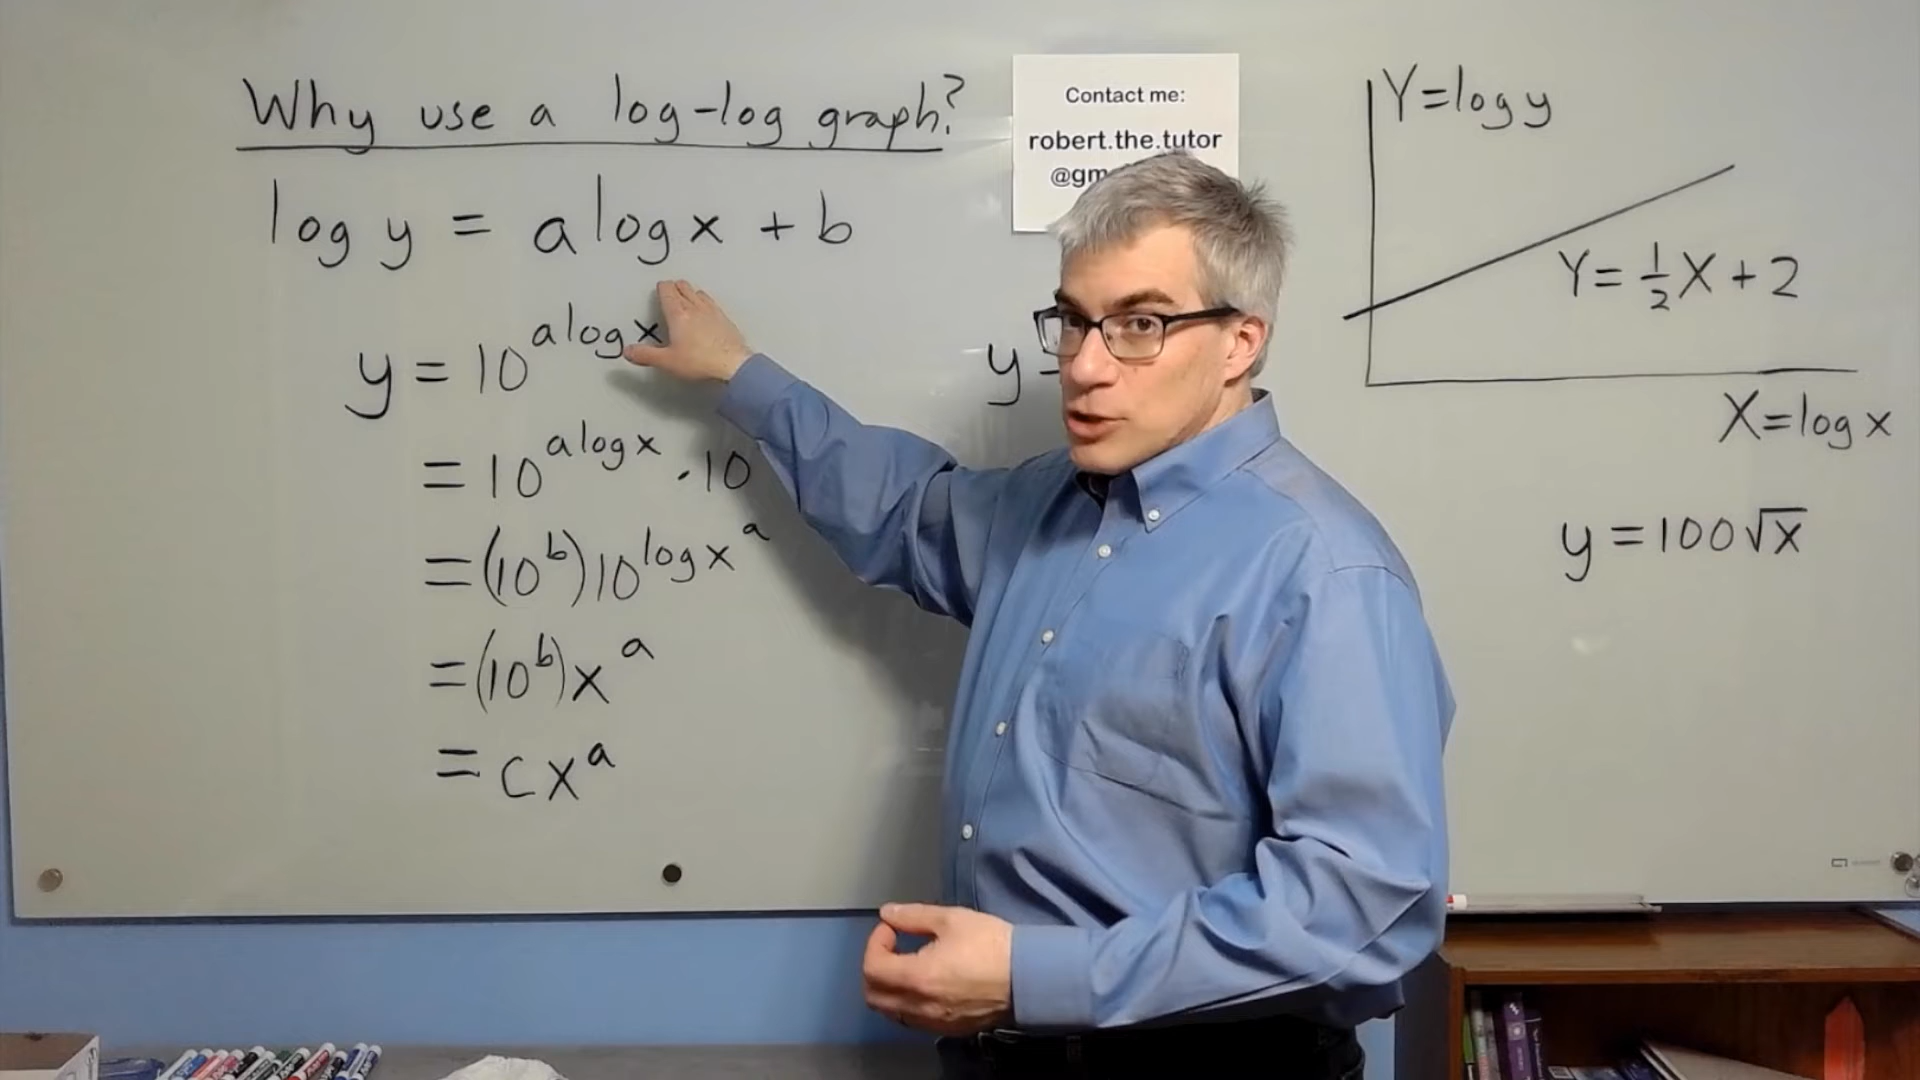 Why use a log-log graph?
log y = a log x + b
y = 10^(a log x
= 10^(a log x) · 10
= (10^b) 10^(log x^a)
= (10^b) x^a
= c x^a
Contact me:
robert.the.tutor
@gm
y =
Y = log y
Y = 1/2 X + 2
X = log x
y = 100√x